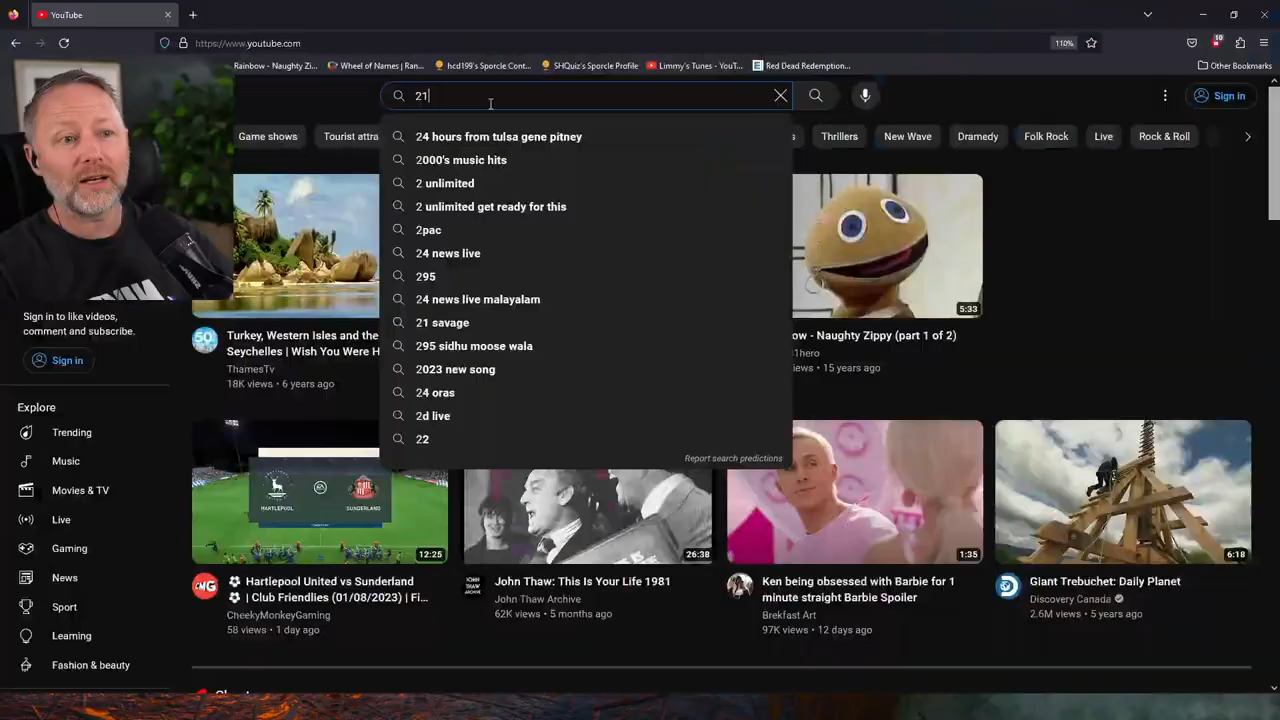 YouTube
https://www.youtube.com
110%
10
Rainbow - Naughty Zi...
Wheel of Names | Ran...
hcd199's Sporcle Cont...
SHQuiz's Sporcle Profile
Limmy's Tunes - YouT...
Red Dead Redemption...
Other Bookmarks
21
Sign in
Game shows
Tourist attra
s
Thrillers
New Wave
Dramedy
Folk Rock
Live
Rock & Roll
24 hours from tulsa gene pitney
2000's music hits
2 unlimited
2 unlimited get ready for this
2pac
24 news live
295
24 news live malayalam
21 savage
295 sidhu moose wala
2023 new song
24 oras
2d live
22
Report search predictions
Sign in to like videos,
comment and subscribe.
Sign in
Explore
Trending
Music
Movies & TV
Live
Gaming
News
Sport
Learning
Fashion & beauty
50
Turkey, Western Isles and the
Seychelles | Wish You Were H
ThamesTv
18K views • 6 years ago
5:33
ow - Naughty Zippy (part 1 of 2)
1hero
ews • 15 years ago
HARTLEPOOL
SUNDERLAND
12:25
Hartlepool United vs Sunderland
| Club Friendlies (01/08/2023) | Fi...
CheekyMonkeyGaming
58 views • 1 day ago
26:38
JOHN
THAW
ARCHIVE
John Thaw: This Is Your Life 1981
John Thaw Archive
62K views • 5 months ago
1:35
Ken being obsessed with Barbie for 1
minute straight Barbie Spoiler
Brekfast Art
97K views • 12 days ago
6:18
Giant Trebuchet: Daily Planet
Discovery Canada
2.6M views • 5 years ago